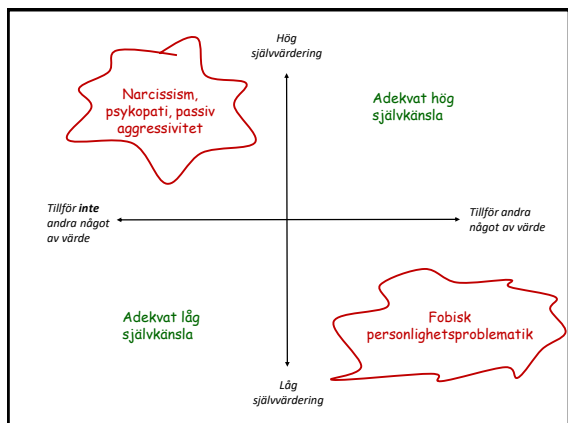 Hög
självvärdering
Narcissism,
psykopati, passiv
aggressivitet
Adekvat hög
självkänsla
Tillför inte
andra något
av värde
Tillför andra
något av värde
Adekvat låg
självkänsla
Fobisk
personlighetsproblematik
Låg
självvärdering